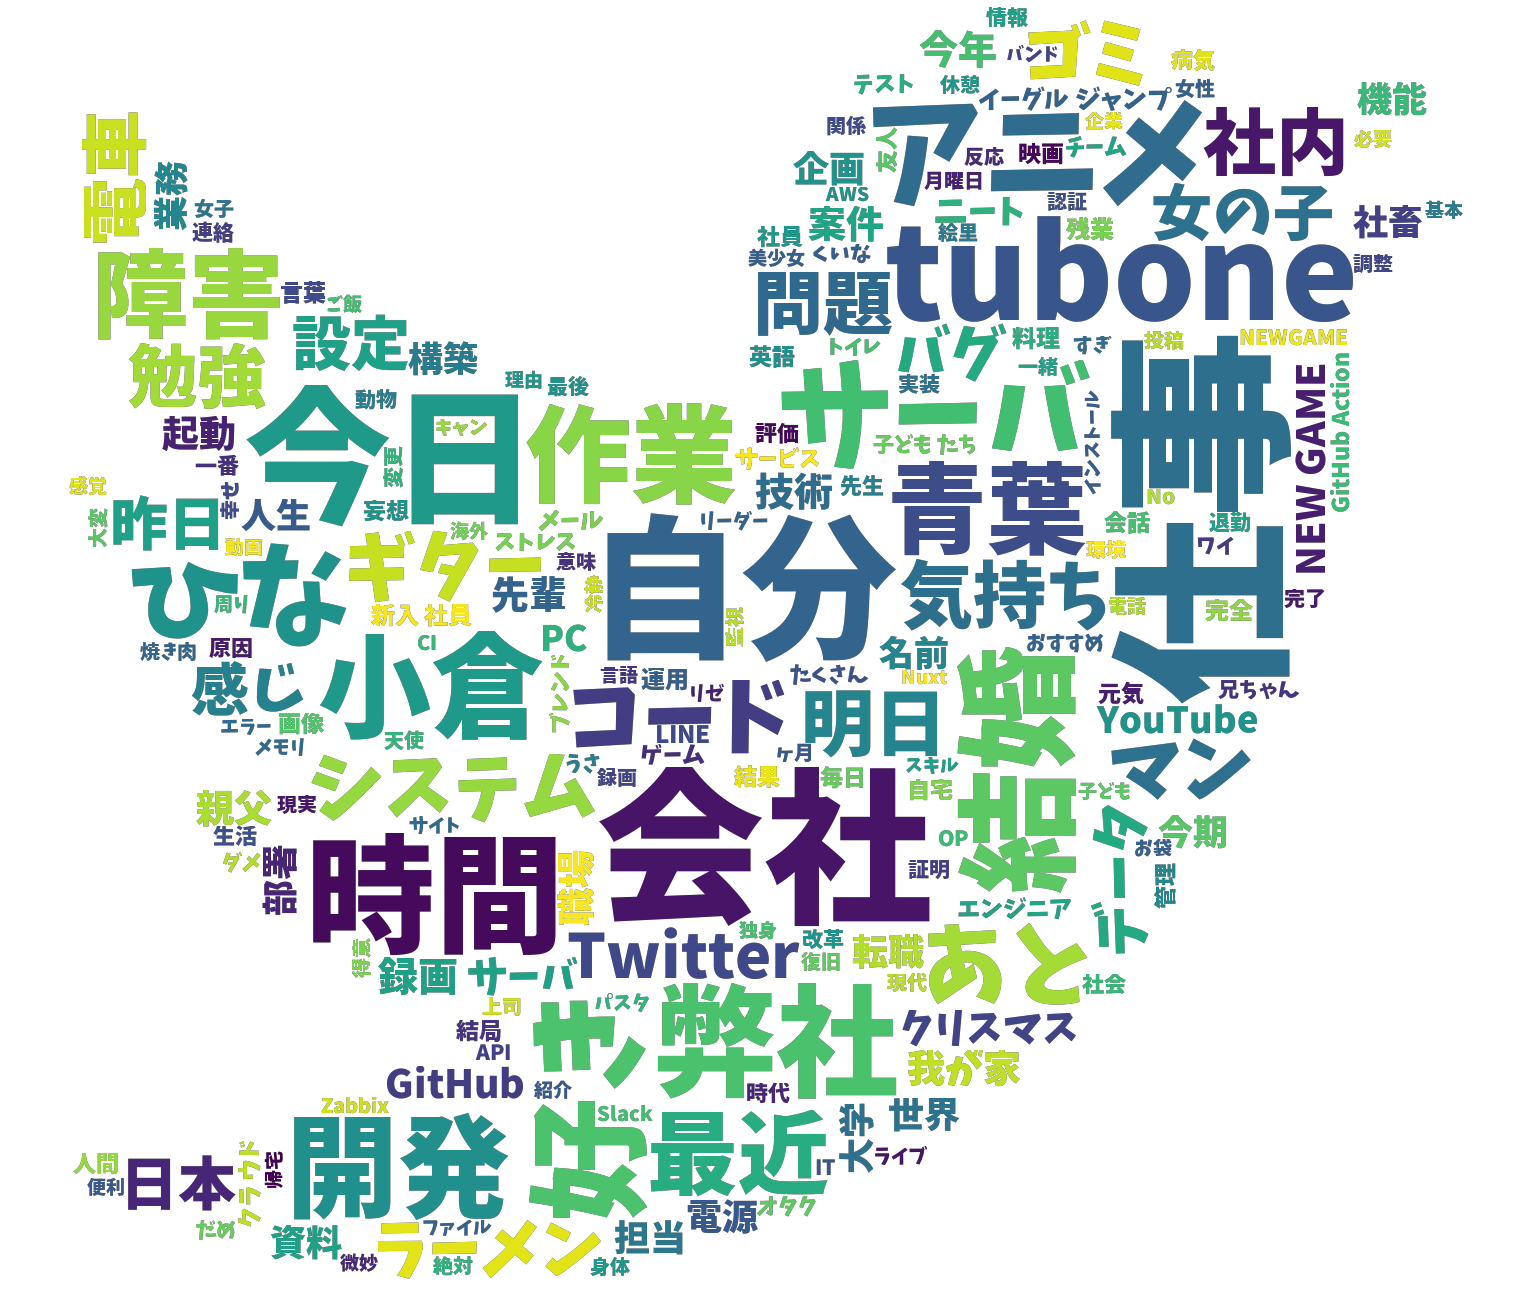 情報
今年
バンド
ゴミ
病気
テスト
休憩
イーグル ジャンプ
女性
機能
関係
友人
アニメ
企業
社内
必要
反応
映画
チーム
企画
月曜日
AWS
認証
女の子
電車
業務
女子
連絡
案件
ニート
絵里
残業
社畜
基本
社員
美少女
くいな
tubone
調整
障害
言葉
ご飯
問題
設定
構築
勉強
英語
トイレ
バグ
料理
すぎ
投稿
NEWGAME
一緒
実装
理由
最後
動物
サーバ
インストール
仕事
NEW GAME
GitHub Action
起動
今日
キャン
作業
評価
子ども たち
一番
変更
サービス
感覚
幸せ
技術
先生
青葉
No
大変
昨日
人生
妄想
海外
メール
リーダー
会話
退勤
動画
ストレス
自分
環境
ワイ
ひな
ギター
意味
先輩
気持ち
完了
周り
新入 社員
冷奈
監視
電話
完全
焼き肉
原因
CI
PC
名前
おすすめ
感じ
小倉
ブレンド
言語
運用
リゼ
たくさん
Nuxt
元気
兄ちゃん
エラー
画像
コード
LINE
明日
結婚
YouTube
メモリ
天使
ゲーム
ヶ月
マン
システム
うさ
録画
結果
毎日
スキル
自宅
子ども
親父
現実
会社
データ
生活
サイト
OP
今期
ダメ
部署
時間
職場
証明
お袋
管理
エンジニア
独身
改革
得意
Twitter
復旧
転職
あと
録画 サーバ
現代
社会
上司
パスタ
好き
弊社
クリスマス
結局
API
我が家
GitHub
紹介
時代
Zabbix
Slack
大学
世界
開発
最近
人間
便利
日本
クラウド
帰宅
IT
ライブ
だめ
電源
オタク
資料
ラーメン
ファイル
担当
微妙
絶対
身体